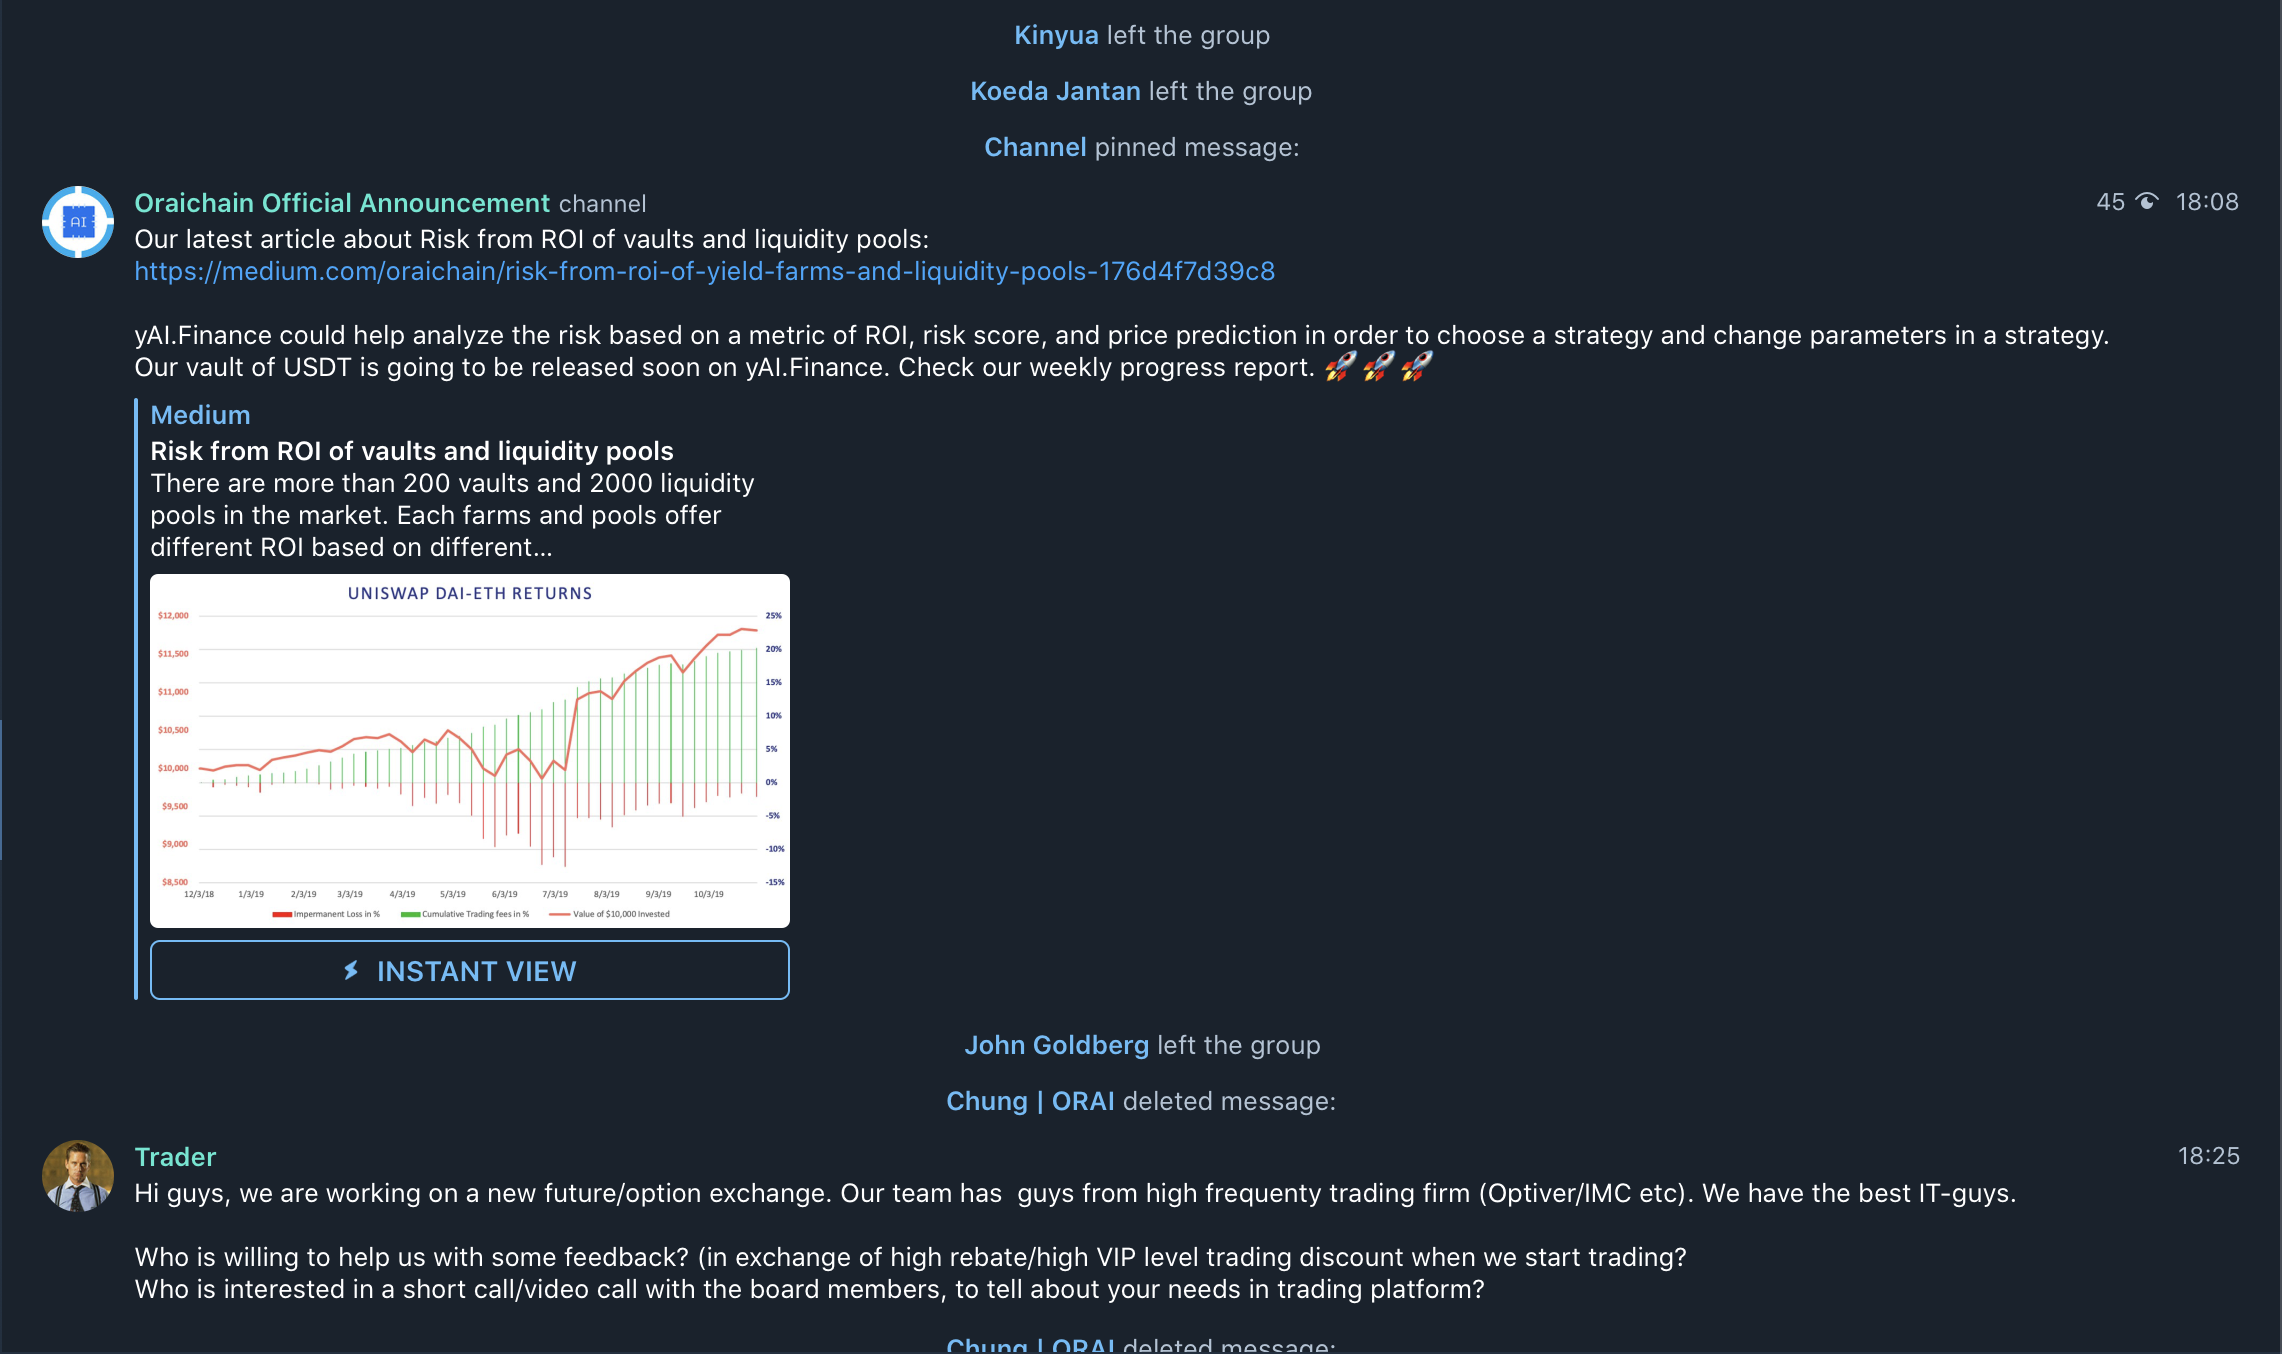 Kinyua left the group
Koeda Jantan left the group
Channel pinned message:
AI
Oraichain Official Announcement channel
45 18:08
Our latest article about Risk from ROI of vaults and liquidity pools:
https://medium.com/oraichain/risk-from-roi-of-yield-farms-and-liquidity-pools-176d4f7d39c8
yAI.Finance could help analyze the risk based on a metric of ROI, risk score, and price prediction in order to choose a strategy and change parameters in a strategy.
Our vault of USDT is going to be released soon on yAI.Finance. Check our weekly progress report. 🚀🚀🚀
Medium
Risk from ROI of vaults and liquidity pools
There are more than 200 vaults and 2000 liquidity
pools in the market. Each farms and pools offer
different ROI based on different...
UNISWAP DAI-ETH RETURNS
$12,000
$11,500
$11,000
$10,500
$10,000
$9,500
$9,000
$8,500
25%
20%
15%
10%
5%
0%
-5%
-10%
-15%
12/3/18 1/3/19 2/3/19 3/3/19 4/3/19 5/3/19 6/3/19 7/3/19 8/3/19 9/3/19 10/3/19
Impermanent Loss in % Cumulative Trading fees in % Value of $10,000 Invested
INSTANT VIEW
John Goldberg left the group
Chung | ORAI deleted message:
Trader
18:25
Hi guys, we are working on a new future/option exchange. Our team has  guys from high frequenty trading firm (Optiver/IMC etc). We have the best IT-guys.
Who is willing to help us with some feedback? (in exchange of high rebate/high VIP level trading discount when we start trading?
Who is interested in a short call/video call with the board members, to tell about your needs in trading platform?
Chung | ORAI deleted message: